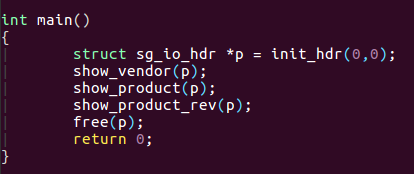 int main()
{
struct sg_io_hdr *p = init_hdr(0,0);
show_vendor(p);
show_product(p);
show_product_rev(p);
free(p);
return 0;
}